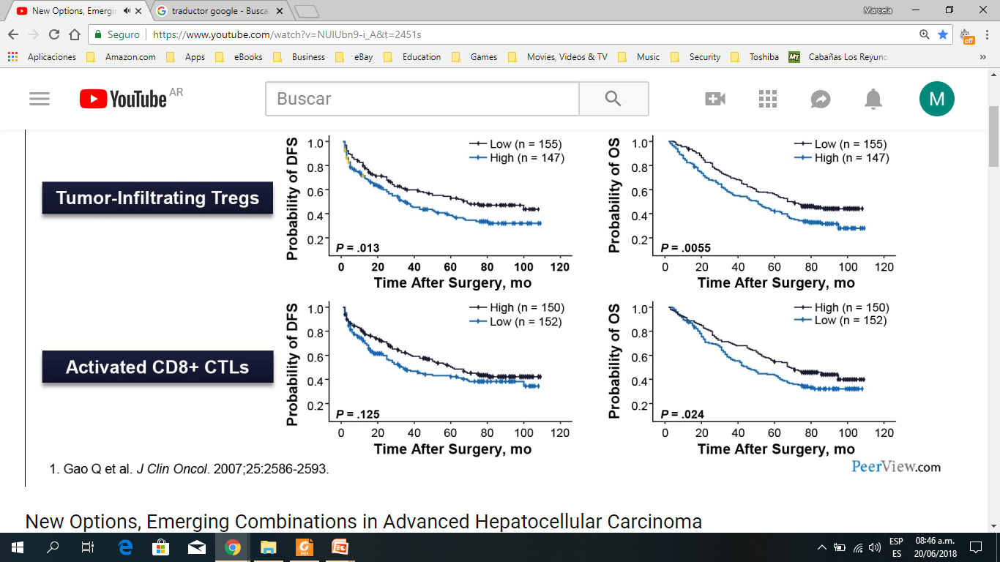 New Options, Emergin
traductor google - Busca
Marcela
Seguro
https://www.youtube.com/watch?v=NUIUbn9-i_A&t=2451s
off
Aplicaciones
Amazon.com
Apps
eBooks
Business
eBay
Education
Games
Movies, Videos & TV
Music
Security
Toshiba
MT
Cabañas Los Reyuno
»
YouTube AR
Buscar
M
Tumor-Infiltrating Tregs
Probability of DFS
1.0
0.8
0.6
0.4
0.2
Low (n = 155)
High (n = 147)
P = .013
0 20 40 60 80 100 120
Time After Surgery, mo
Probability of OS
1.0
0.8
0.6
0.4
0.2
Low (n = 155)
High (n = 147)
P = .0055
0 20 40 60 80 100 120
Time After Surgery, mo
Activated CD8+ CTLs
Probability of DFS
1.0
0.8
0.6
0.4
0.2
High (n = 150)
Low (n = 152)
P = .125
0 20 40 60 80 100 120
Time After Surgery, mo
Probability of OS
1.0
0.8
0.6
0.4
0.2
High (n = 150)
Low (n = 152)
P = .024
0 20 40 60 80 100 120
Time After Surgery, mo
1. Gao Q et al. J Clin Oncol. 2007;25:2586-2593.
PeerView.com
New Options, Emerging Combinations in Advanced Hepatocellular Carcinoma
ESP
ES
08:46 a.m.
20/06/2018